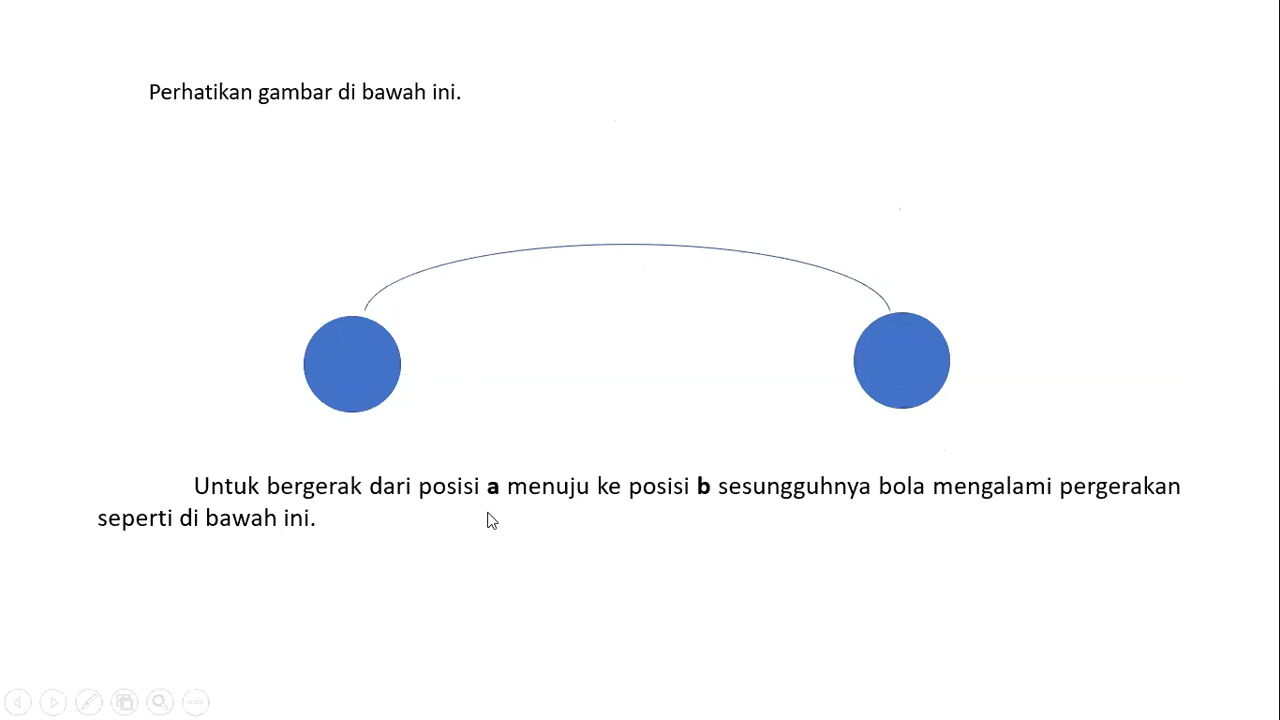 Perhatikan gambar di bawah ini.
Untuk bergerak dari posisi a menuju ke posisi b sesungguhnya bola mengalami pergerakan
seperti di bawah ini.